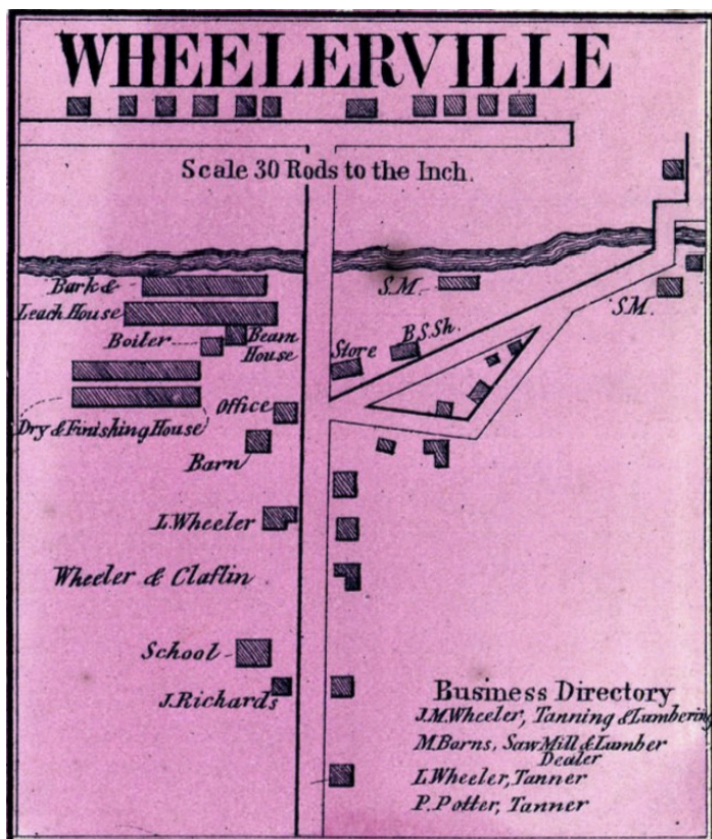 WHEELERVILLE
Scale 30 Rods to the Inch.
Bark &
Leach House
Boiler
Beam
House
S.M.
S.M.
Store
B.S.Sh.
Office
Dry & Finishing House
Barn
L.Wheeler
Wheeler & Claflin
School
J.Richards
Business Directory
J.M.Wheeler, Tanning & Lumbering
M.Borns, Saw Mill & Lumber
Dealer
L.Wheeler, Tanner
P.Potter, Tanner